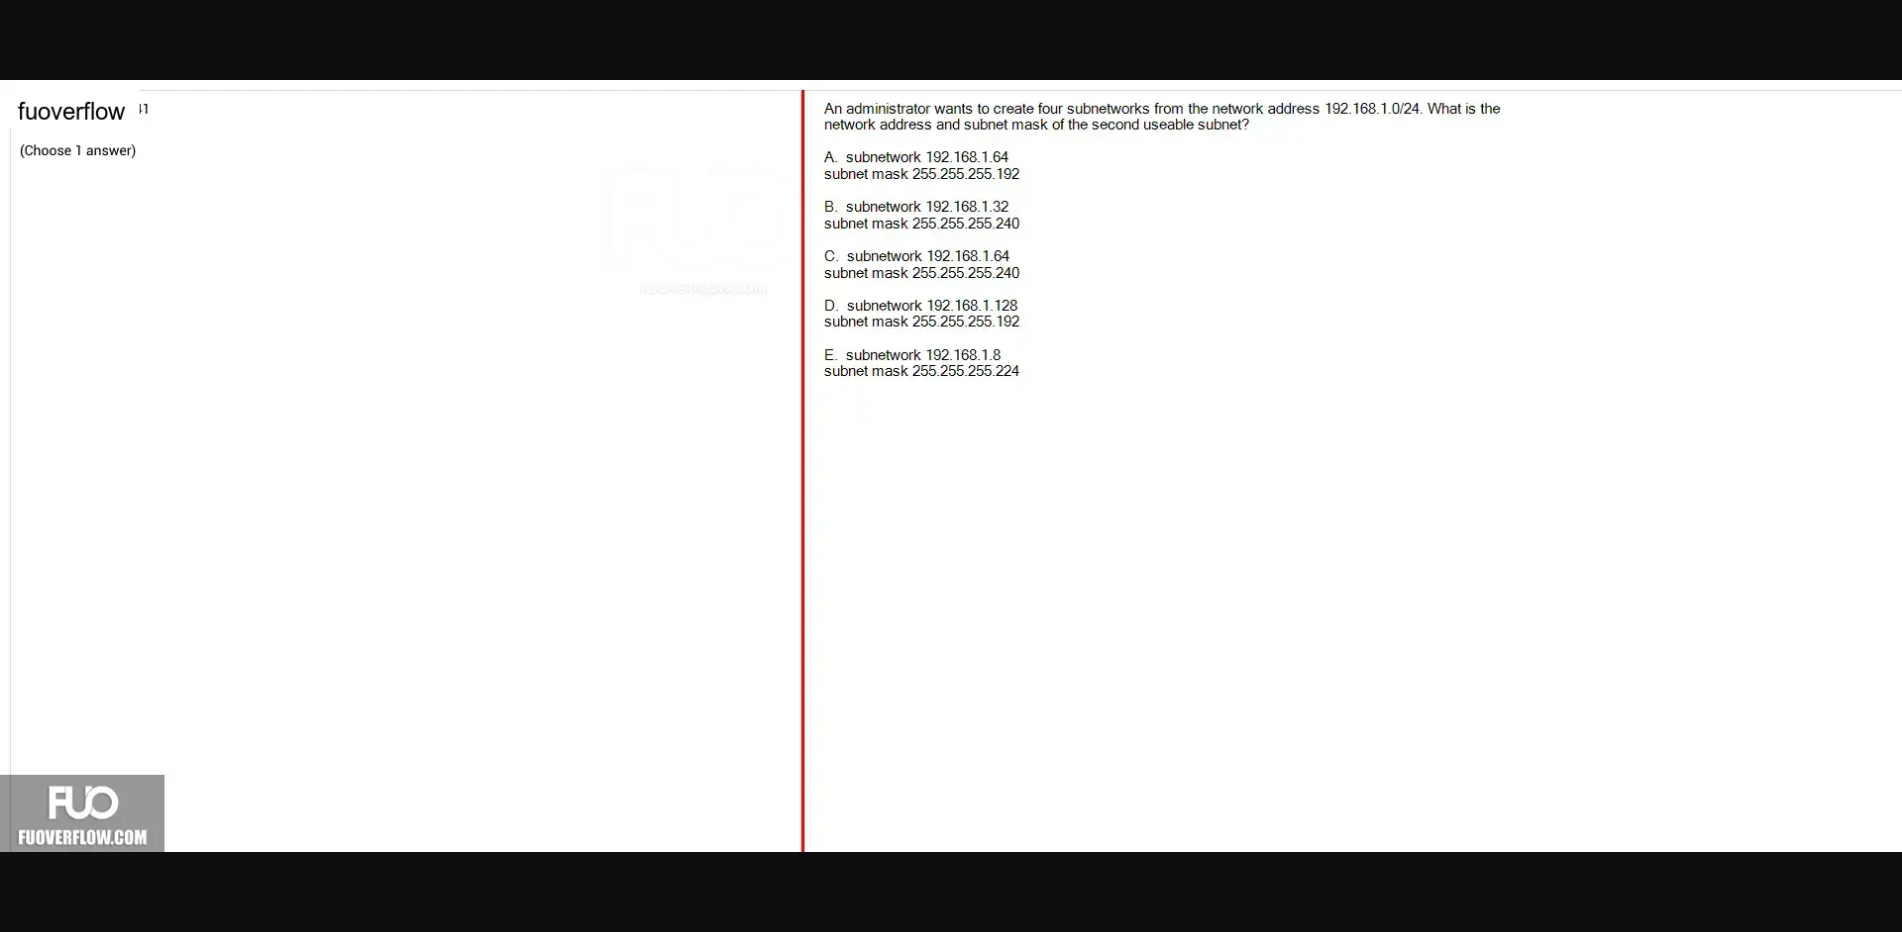 fuoverflow
(Choose 1 answer)
FUOVERFLOW.COM
An administrator wants to create four subnetworks from the network address 192.168.1.0/24. What is the
network address and subnet mask of the second useable subnet?
A. subnetwork 192.168.1.64
subnet mask 255.255.255.192
B. subnetwork 192.168.1.32
subnet mask 255.255.255.240
C. subnetwork 192.168.1.64
subnet mask 255.255.255.240
D. subnetwork 192.168.1.128
subnet mask 255.255.255.192
E. subnetwork 192.168.1.8
subnet mask 255.255.255.224
FUO
FUOVERFLOW.COM